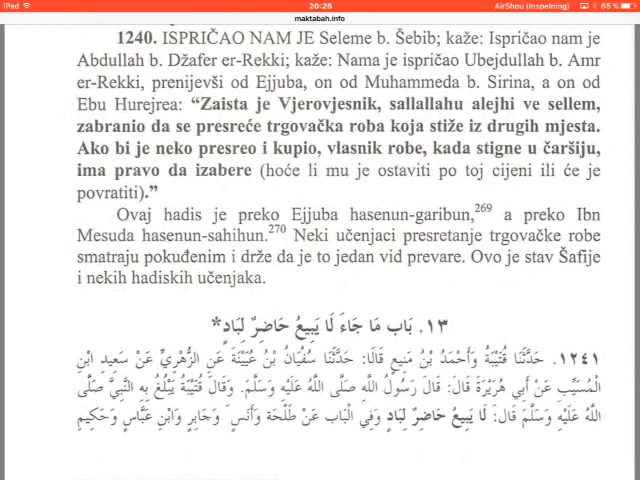 iPad
20:26
AirShou (Inspelning)
65 %
maktabah.info
1240. ISPRIČAO NAM JE Seleme b. Šebib; kaže: Ispričao nam je
Abdullah b. Džafer er-Rekki; kaže: Nama je ispričao Ubejdullah b. Amr
er-Rekki, prenijevši od Ejjuba, on od Muhammeda b. Sirina, a on od
Ebu Hurejrea: “Zaista je Vjerovjesnik, sallallahu alejhi ve sellem,
zabranio da se presreće trgovačka roba koja stiže iz drugih mjesta.
Ako bi je neko presreo i kupio, vlasnik robe, kada stigne u čaršiju,
ima pravo da izabere (hoće li mu je ostaviti po toj cijeni ili će je
povratiti).”
Ovaj hadis je preko Ejjuba hasenun-garibun,269 a preko Ibn
Mesuda hasenun-sahihun.270 Neki učenjaci presretanje trgovačke robe
smatraju pokuđenim i drže da je to jedan vid prevare. Ovo je stav Šafije
i nekih hadiskih učenjaka.
١٣. بَاب مَا جَاءَ لَا يَبِيعُ حَاضِرٌ لِبَادٍ*
١٢٤١. حَدَّثَنَا قُتَيْبَةُ وَأَحْمَدُ بْنُ مَنِيعٍ قَالَا: حَدَّثَنَا سُفْيَانُ بْنُ عُيَيْنَةَ عَنِ الزُّهْرِيِّ عَنْ سَعِيدِ ابْنِ
الْمُسَيِّبِ عَنْ أَبِي هُرَيْرَةَ قَالَ: قَالَ رَسُولُ اللَّهِ صَلَّى اللَّهُ عَلَيْهِ وَسَلَّمَ. وَقَالَ قُتَيْبَةُ يَبْلُغُ بِهِ النَّبِيَّ صَلَّى
اللَّهُ عَلَيْهِ وَسَلَّمَ قَالَ: لَا يَبِيعُ حَاضِرٌ لِبَادٍ وَفِي الْبَاب عَنْ طَلْحَةَ وَأَنَسٍ وَجَابِرٍ وَابْنِ عَبَّاسٍ وَحَكِيمِ